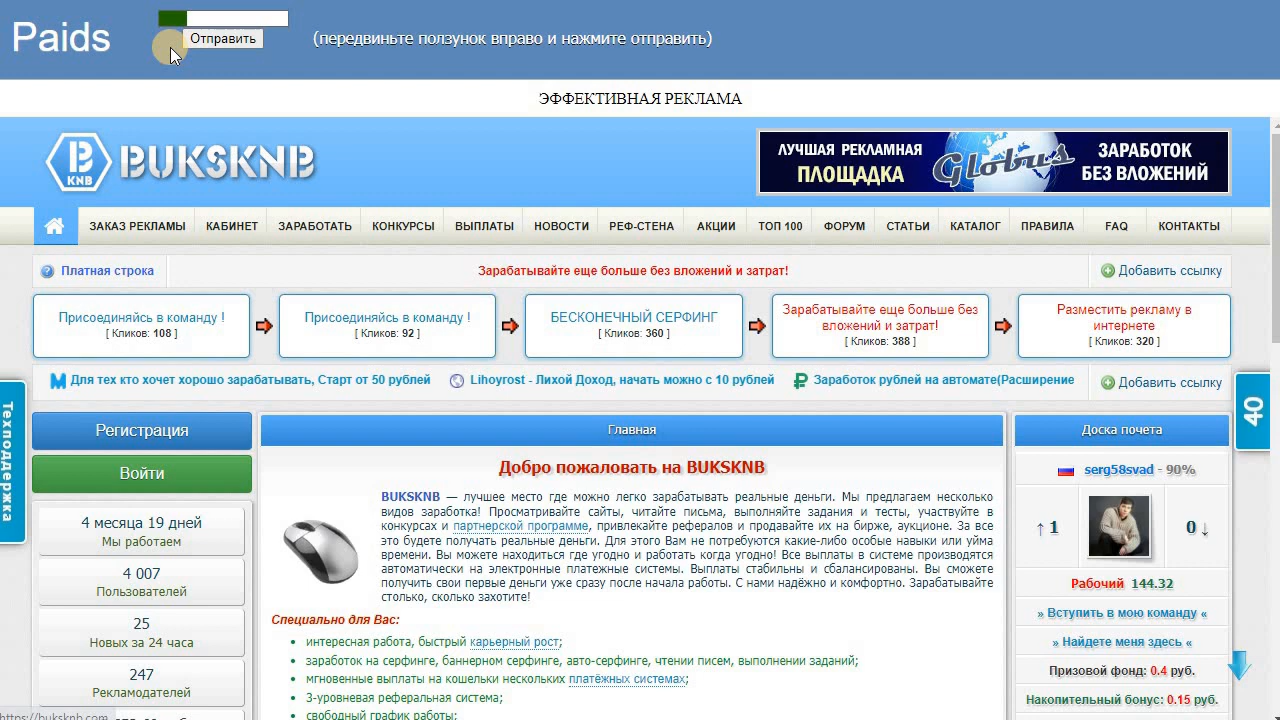 Paids
Отправить
(передвиньте ползунок вправо и нажмите отправить)
ЭФФЕКТИВНАЯ РЕКЛАМА
KNB
BUKSKNB
ЛУЧШАЯ РЕКЛАМНАЯ
ПЛОЩАДКА
Globus
ЗАРАБОТОК
БЕЗ ВЛОЖЕНИЙ
ЗАКАЗ РЕКЛАМЫ КАБИНЕТ ЗАРАБОТАТЬ КОНКУРСЫ ВЫПЛАТЫ НОВОСТИ РЕФ-СТЕНА АКЦИИ ТОП 100 ФОРУМ СТАТЬИ КАТАЛОГ ПРАВИЛА FAQ КОНТАКТЫ
Платная строка
Зарабатывайте еще больше без вложений и затрат!
Добавить ссылку
Присоединяйсь в команду !
[ Кликов: 108 ]
Присоединяйсь в команду !
[ Кликов: 92 ]
БЕСКОНЕЧНЫЙ СЕРФИНГ
[ Кликов: 360 ]
Зарабатывайте еще больше без
вложений и затрат!
[ Кликов: 388 ]
Разместить рекламу в
интернете
[ Кликов: 320 ]
Для тех кто хочет хорошо зарабатывать, Старт от 50 рублей
Lihoyrost - Лихой Доход, начать можно с 10 рублей
Заработок рублей на автомате(Расширение
Добавить ссылку
Техподдержка
40
Регистрация
Войти
4 месяца 19 дней
Мы работаем
4 007
Пользователей
25
Новых за 24 часа
247
Рекламодателей
https://buksknb.com
Главная
Добро пожаловать на BUKSKNB
BUKSKNB — лучшее место где можно легко зарабатывать реальные деньги. Мы предлагаем несколько
видов заработка! Просматривайте сайты, читайте письма, выполняйте задания и тесты, участвуйте в
конкурсах и партнерской программе, привлекайте рефералов и продавайте их на бирже, аукционе. За все
это будете получать реальные деньги. Для этого Вам не потребуются какие-либо особые навыки или уйма
времени. Вы можете находиться где угодно и работать когда угодно! Все выплаты в системе производятся
автоматически на электронные платежные системы. Выплаты стабильны и сбалансированы. Вы сможете
получить свои первые деньги уже сразу после начала работы. С нами надёжно и комфортно. Зарабатывайте
столько, сколько захотите!
Специально для Вас:
интересная работа, быстрый карьерный рост;
заработок на серфинге, баннерном серфинге, авто-серфинге, чтении писем, выполнении заданий;
мгновенные выплаты на кошельки нескольких платёжных системах;
3-уровневая реферальная система;
свободный график работы;
Доска почета
serg58svad - 90%
↑ 1
0 ↓
Рабочий 144.32
» Вступить в мою команду «
» Найдете меня здесь «
Призовой фонд: 0.4 руб.
Накопительный бонус: 0.15 руб.